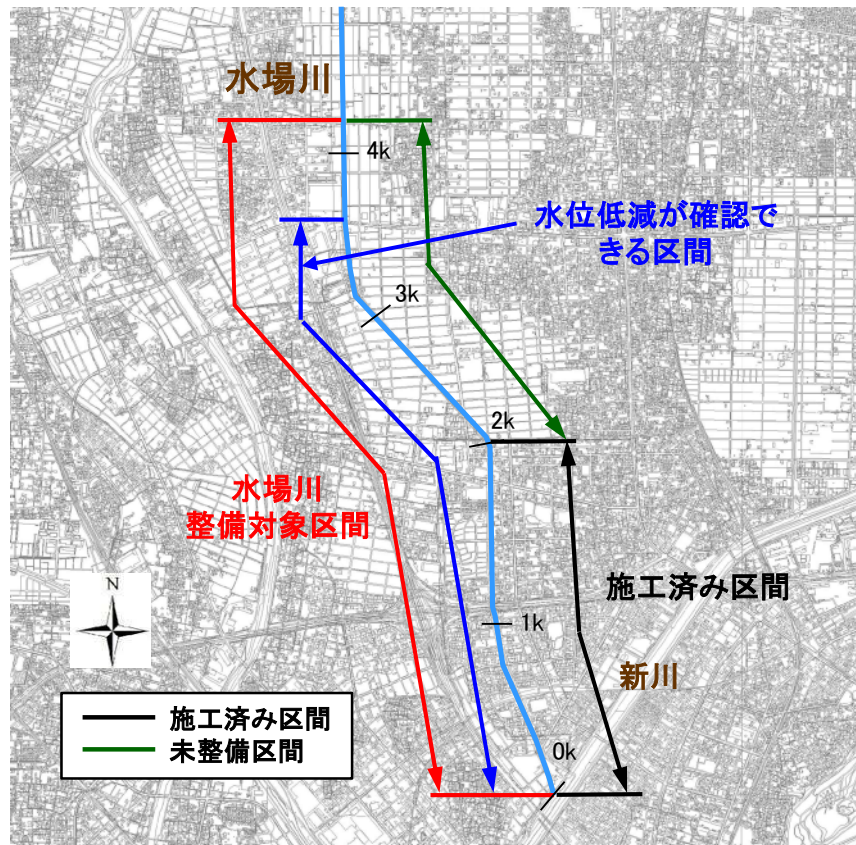 水場川
4k
水位低減が確認で
きる区間
3k
2k
水場川
整備対象区間
N
施工済み区間
1k
新川
施工済み区間
未整備区間
0k